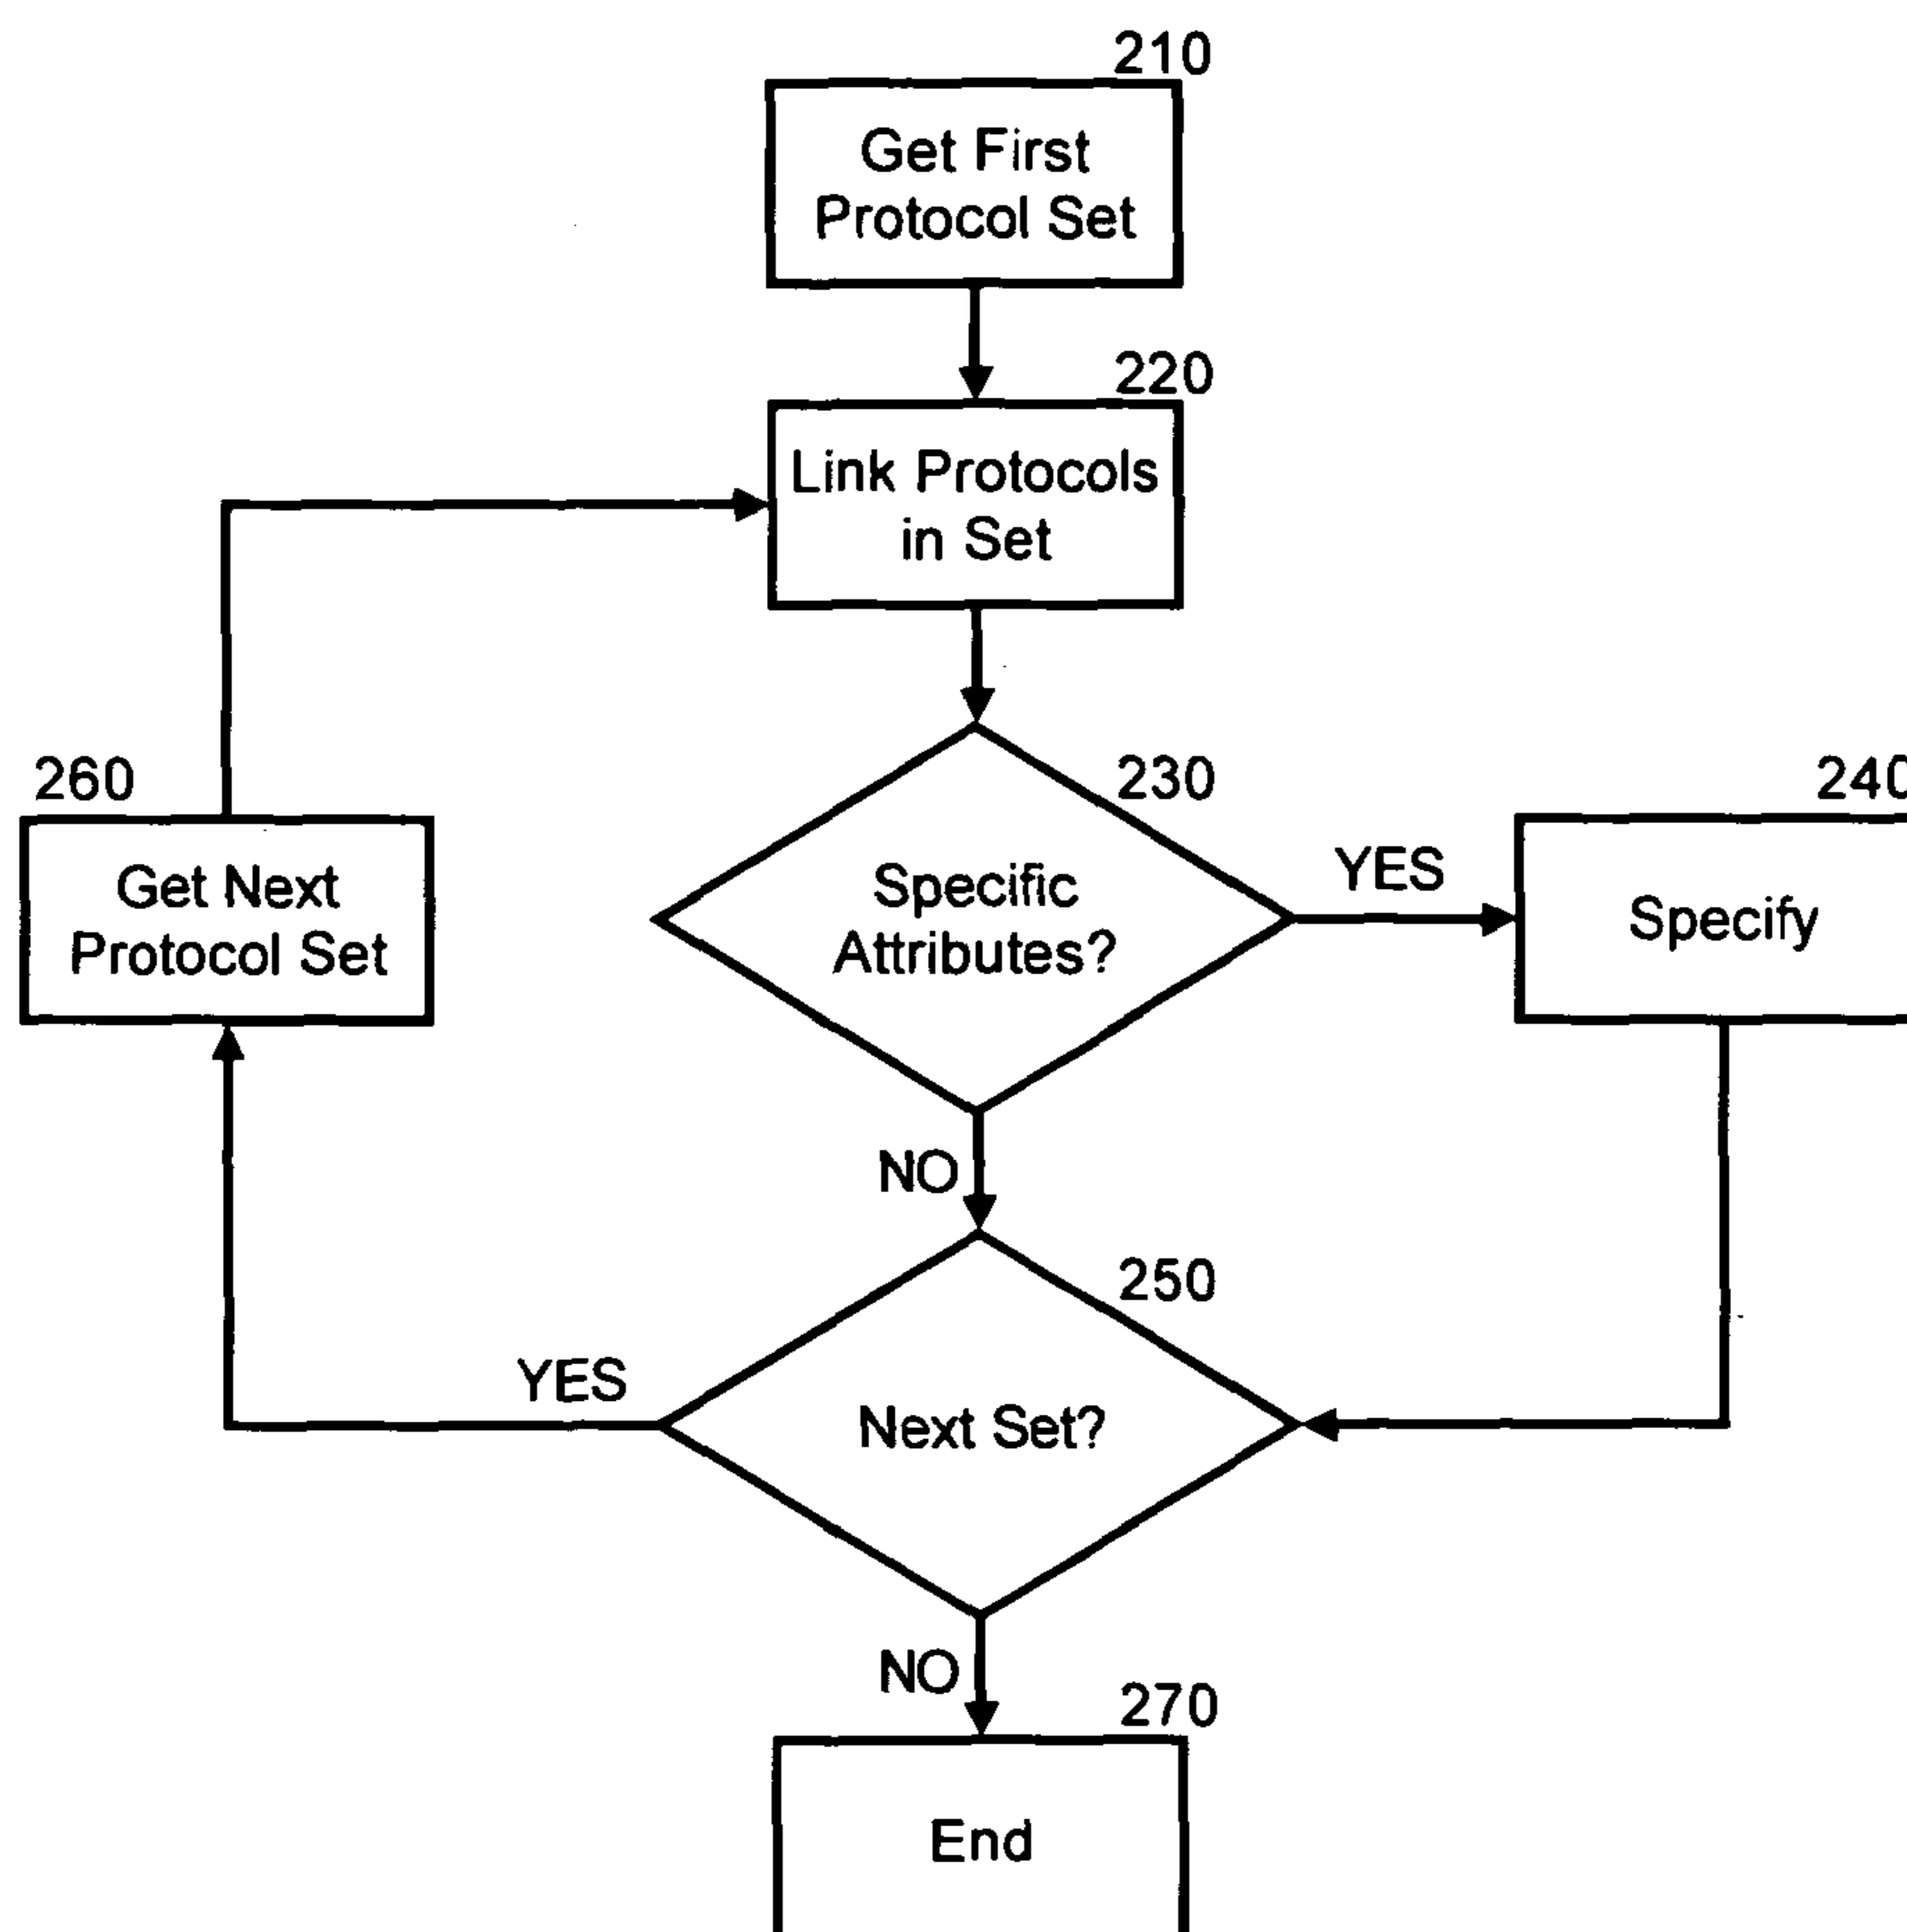 210
Get First
Protocol Set
220
Link Protocols
in Set
260
Get Next
Protocol Set
230
Specific
Attributes?
YES
240
Specify
NO
250
YES
Next Set?
NO
270
End